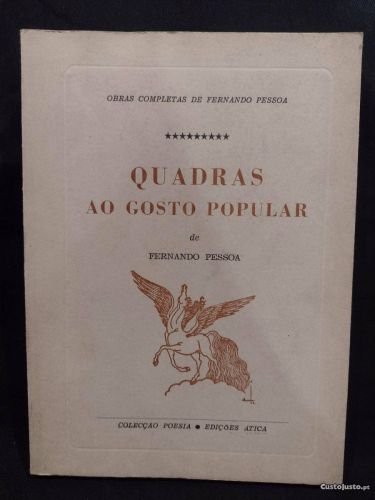 OBRAS COMPLETAS DE FERNANDO PESSOA
★★★★★★★★★
QUADRAS
AO GOSTO POPULAR
de
FERNANDO PESSOA
COLECÇÃO POESIA ● EDIÇÕES ÁTICA
CustoJusto.pt